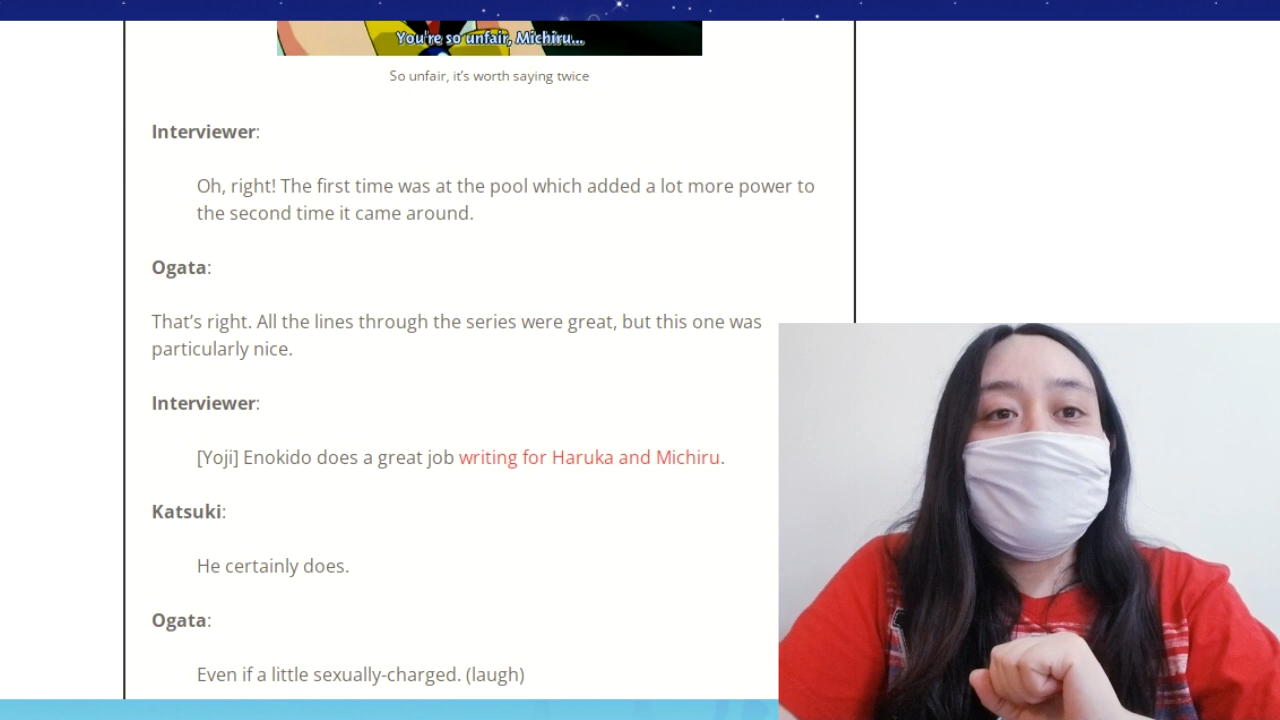 You're so unfair, Michiru...
So unfair, it’s worth saying twice
Interviewer:
Oh, right! The first time was at the pool which added a lot more power to
the second time it came around.
Ogata:
That’s right. All the lines through the series were great, but this one was
particularly nice.
Interviewer:
[Yoji] Enokido does a great job writing for Haruka and Michiru.
Katsuki:
He certainly does.
Ogata:
Even if a little sexually-charged. (laugh)